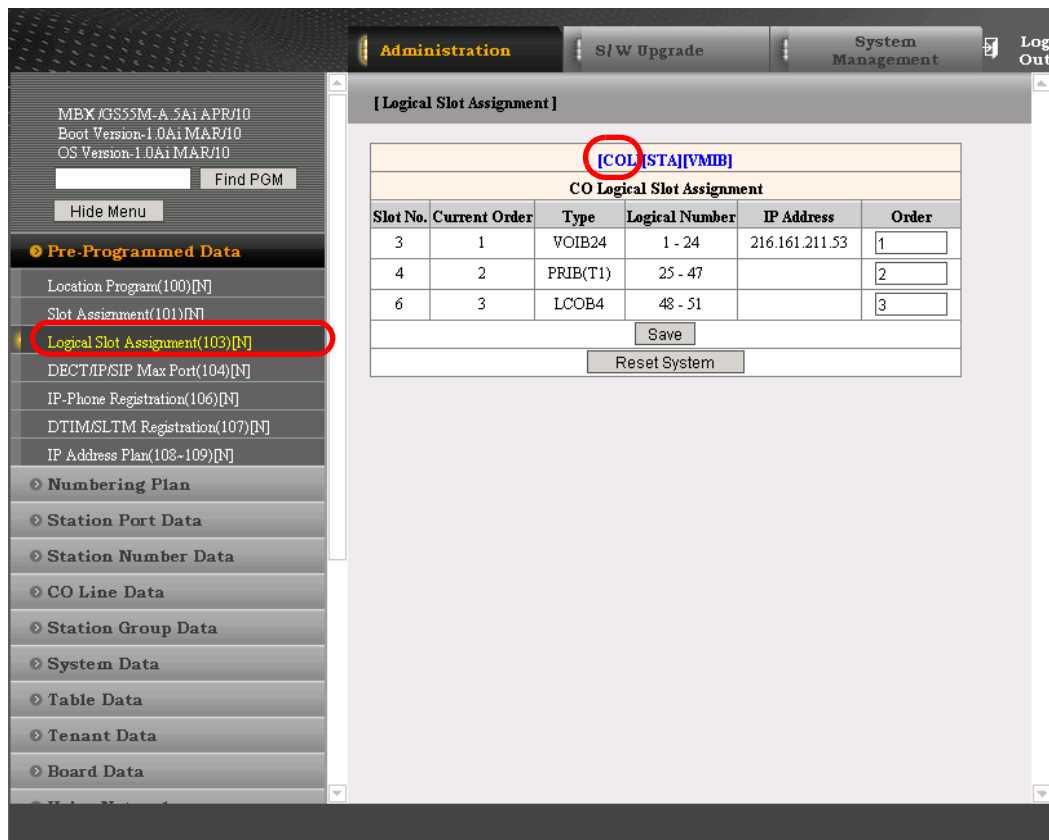 Administration
S/W Upgrade
System
Management
Log
Out
MBX /GS55M-A.5Ai APR/10
Boot Version-1.0Ai MAR/10
OS Version-1.0Ai MAR/10
Find PGM
Hide Menu
Pre-Programmed Data
Location Program(100)[N]
Slot Assignment(101)[N]
Logical Slot Assignment(103)[N]
DECT/IP/SIP Max Port(104)[N]
IP-Phone Registration(106)[N]
DTIM/SLTM Registration(107)[N]
IP Address Plan(108~109)[N]
Numbering Plan
Station Port Data
Station Number Data
CO Line Data
Station Group Data
System Data
Table Data
Tenant Data
Board Data
[ Logical Slot Assignment ]
[COL][STA][VMIB]
CO Logical Slot Assignment
Slot No. Current Order Type Logical Number IP Address Order
3 1 VOIB24 1 - 24 216.161.211.53 1
4 2 PRIB(T1) 25 - 47 2
6 3 LCOB4 48 - 51 3
Save
Reset System